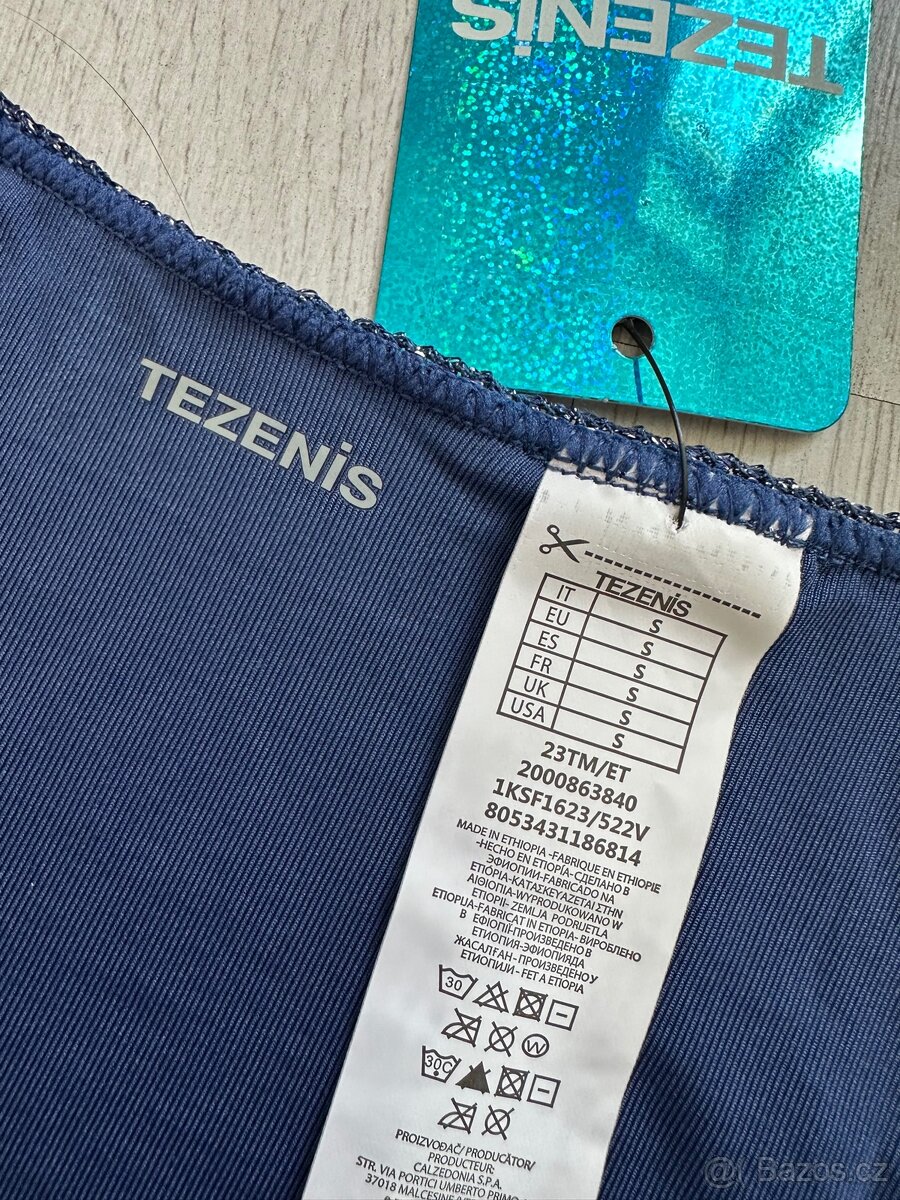 TEZENIS
TEZENIS
TEZENIS
IT S
EU S
ES S
FR S
UK S
USA S
23TM/ET
2000863840
1KSF1623/522V
8053431186814
MADE IN ETHIOPIA -FABRIQUE EN ETHIOPIE
-HECHO EN ETIOPÍA-СДЕЛАНО В
ЭФИОПИИ-FABRICADO NA
ETIÓPIA-ΚΑΤΑΣΚΕΥΑΖΕΤΑΙ ΣΤΗΝ
ΑΙΘΙΟΠΙΑ-WYPRODUKOWANO W
ETIOPII- ZEMLJA PODRIJETLA
ETIOPIJA-FABRICAT IN ETIOPIA- ВИРОБЛЕНО
В ЕФІОПІЇ-ПРОИЗВЕДЕНО В
ЕТИОПИЯ-ЭФИОПИЯДА
ЖАСАЛҒАН - ПРОИЗВЕДЕНО У
ЕТИОПИЈИ - FET A ETIOPIA
30
W
30C
PROIZVOĐAČ/ PRODUCĂTOR/
PRODUCTEUR:
CALZEDONIA S.P.A.
STR. VIA PORTICI UMBERTO PRIMO
37018 MALCESINE
Bazos.cz